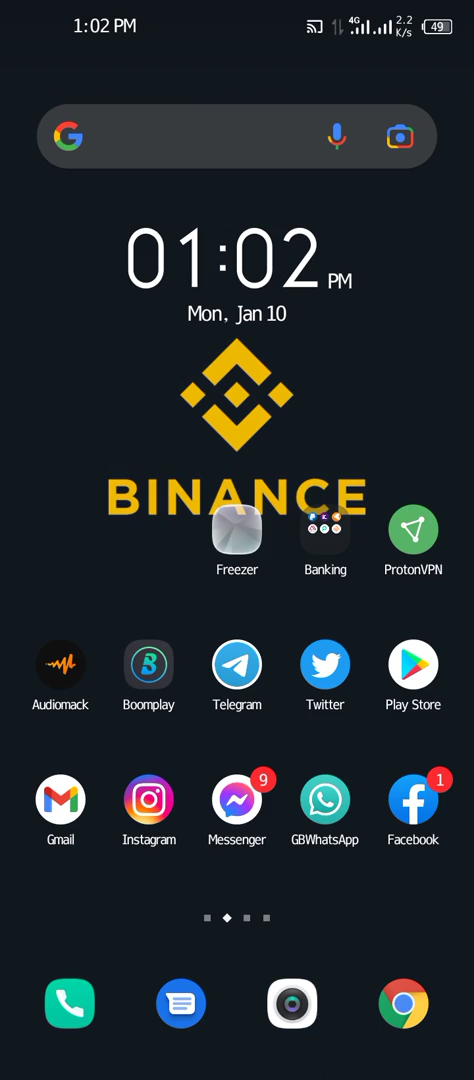 1:02 PM
4G
2.2
K/s
49
01:02 PM
Mon, Jan 10
BINANCE
Freezer
Banking
ProtonVPN
Audiomack
Boomplay
Telegram
Twitter
Play Store
9
1
Gmail
Instagram
Messenger
GBWhatsApp
Facebook